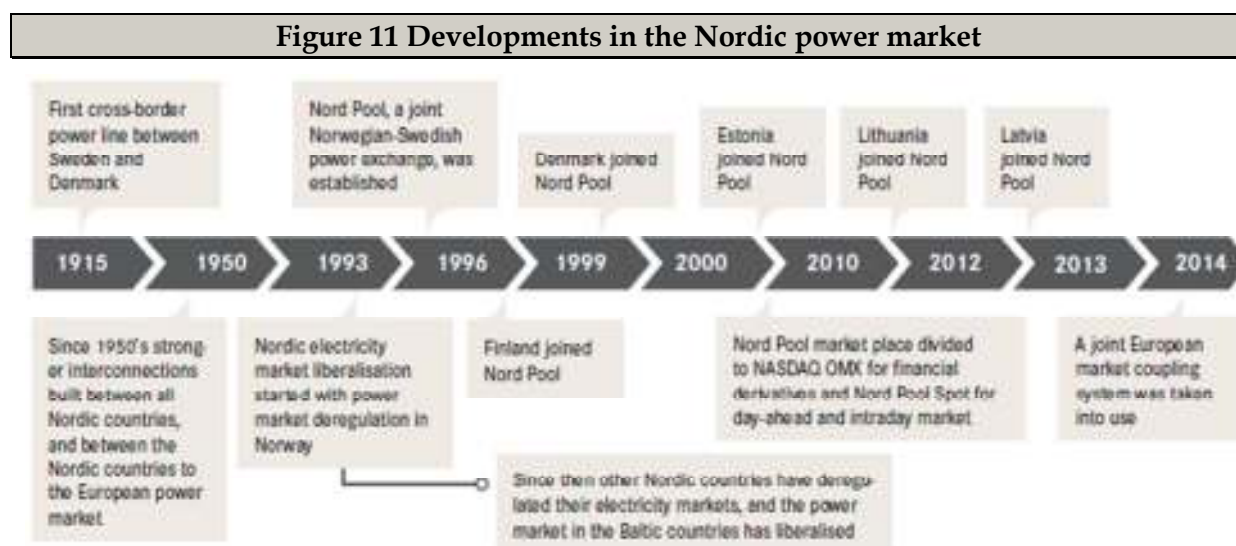 Figure 11 Developments in the Nordic power market
First cross-border
power line between
Sweden and
Denmark
Nord Pool, a joint
Norwegian-Swedish
power exchange, was
established
Denmark joined
Nord Pool
Estonia
joined Nord
Pool
Lithuania
joined Nord
Pool
Latvia
joined Nord
Pool
1915 1950 1993 1996 1999 2000 2010 2012 2013 2014
Since 1950's strong-
er interconnections
built between all
Nordic countries,
and between the
Nordic countries to
the European power
market.
Nordic electricity
market liberalisation
started with power
market deregulation in
Norway
Finland joined
Nord Pool
Nord Pool market place divided
to NASDAQ OMX for financial
derivatives and Nord Pool Spot for
day-ahead and intraday market
A joint European
market coupling
system was taken
into use
Since then other Nordic countries have deregu-
lated their electricity markets, and the power
market in the Baltic countries has liberalised